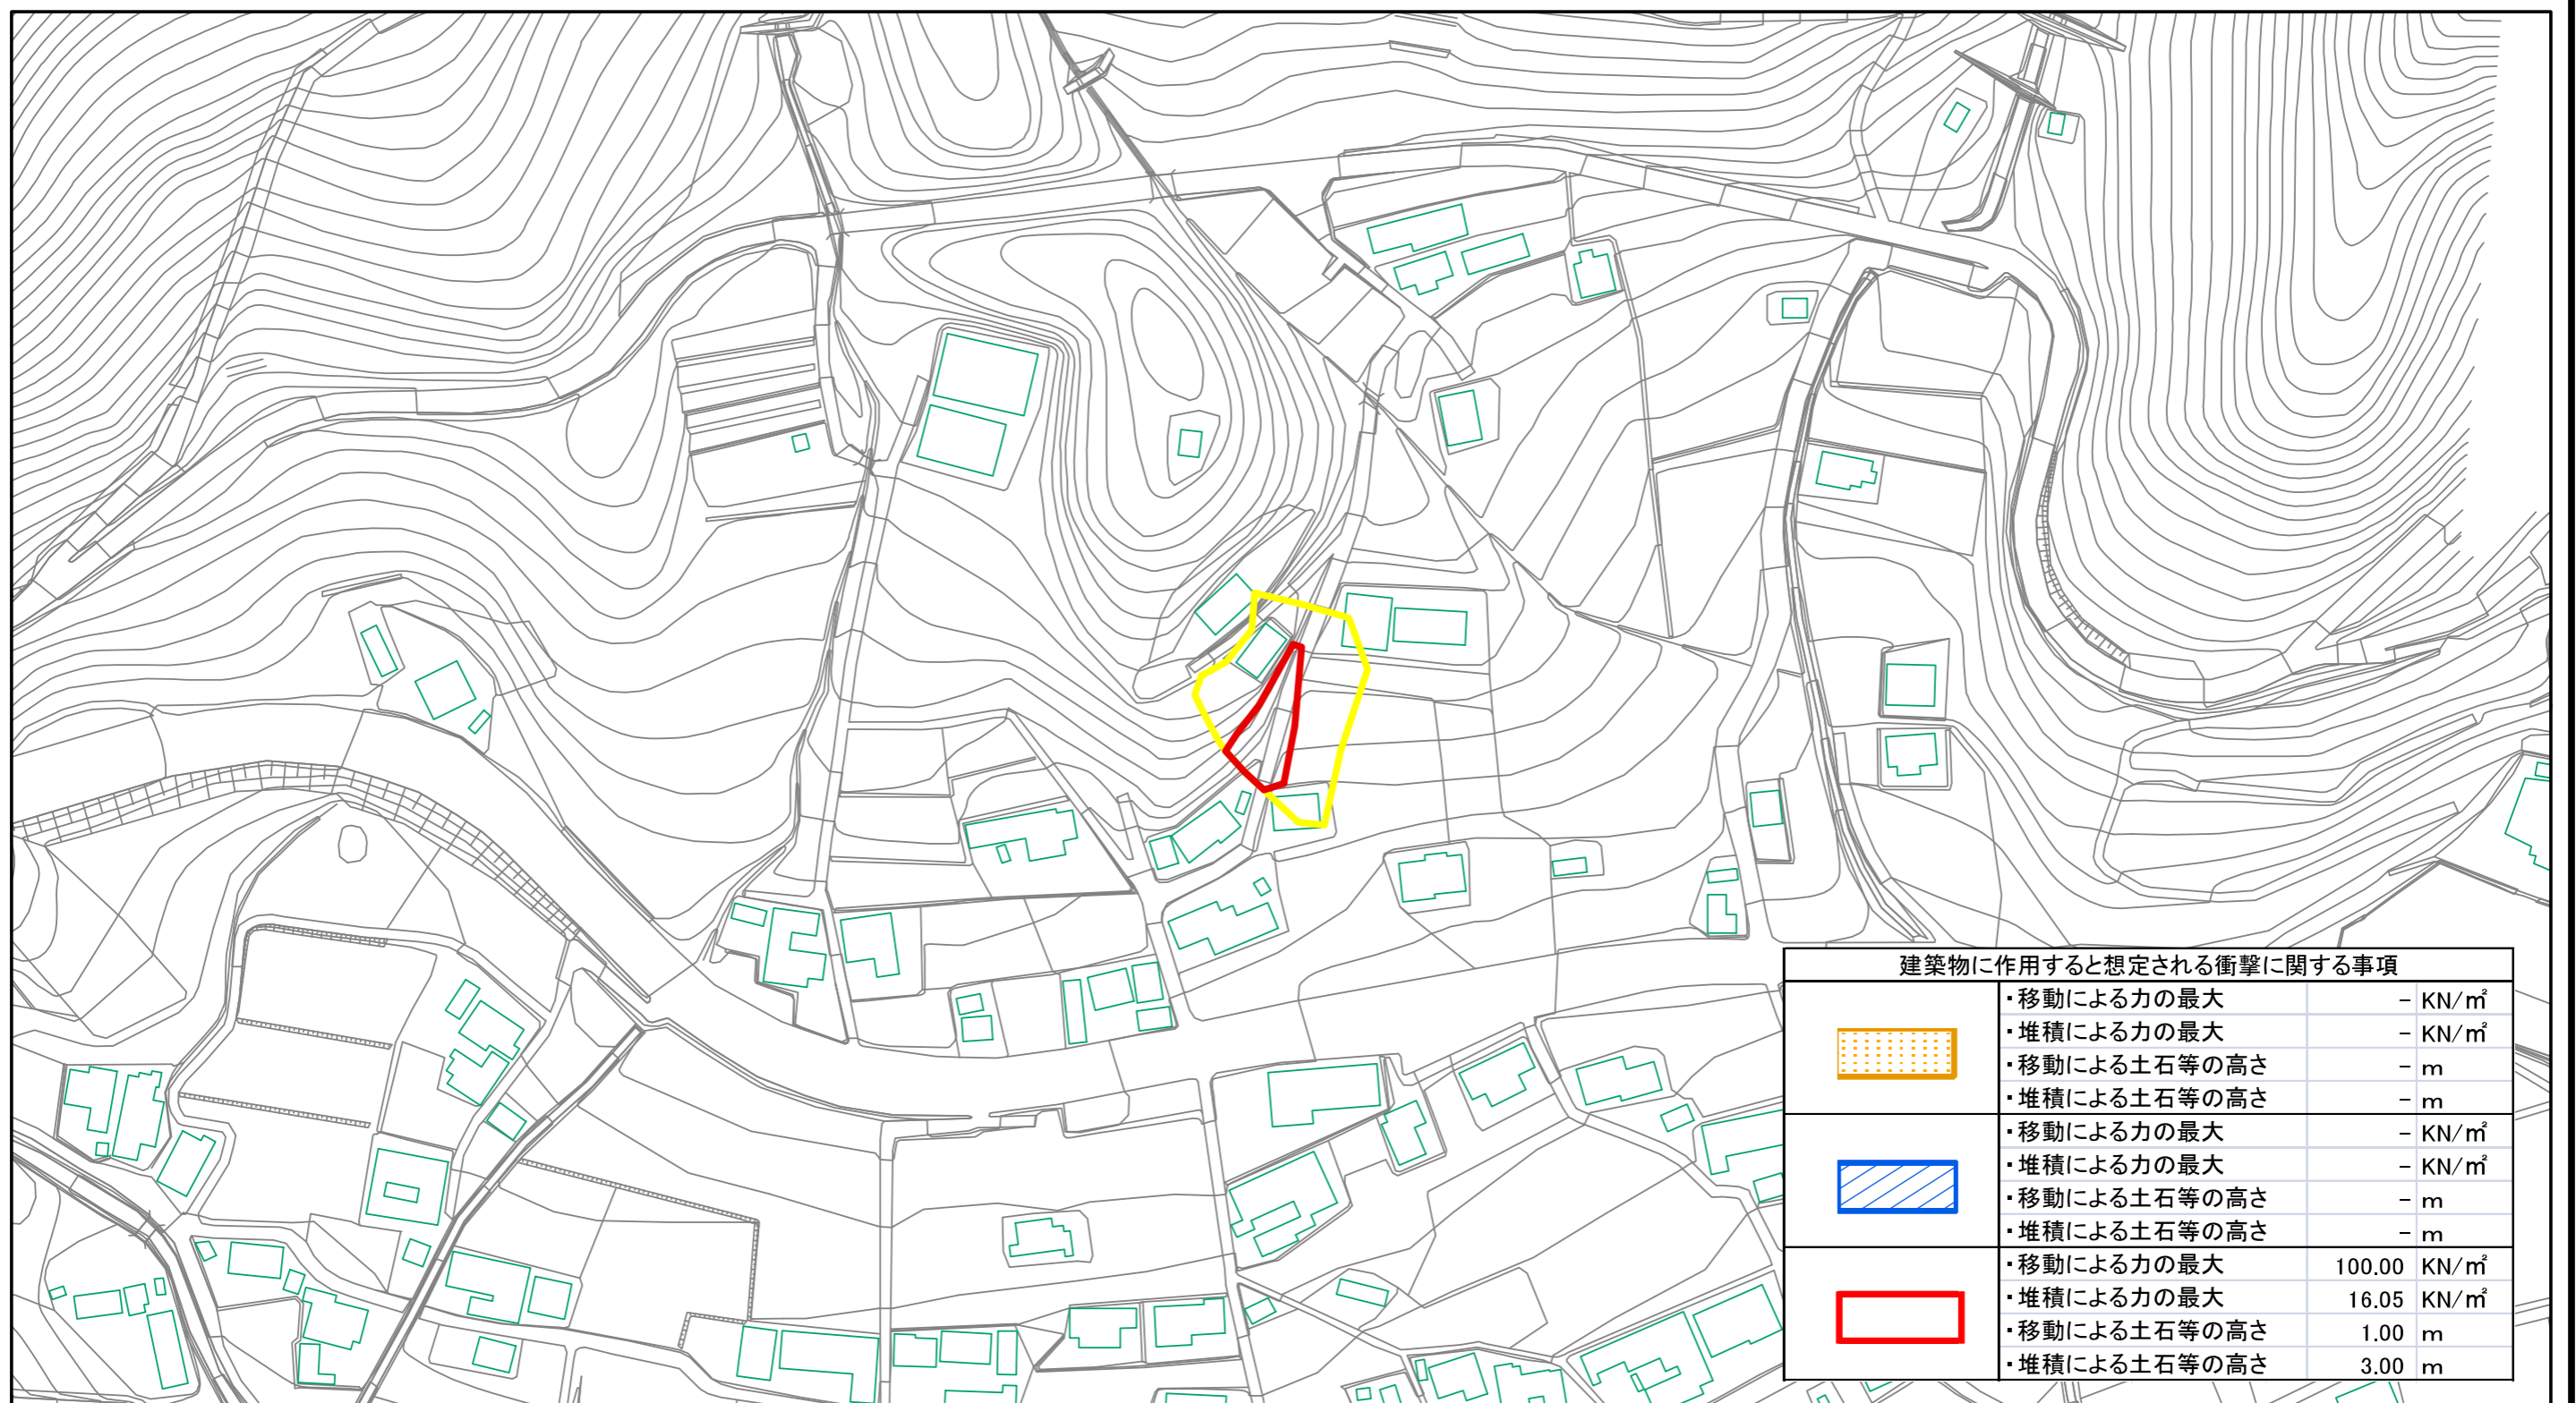 建築物に作用すると想定される衝撃に関する事項
・移動による力の最大 - KN/㎡
・堆積による力の最大 - KN/㎡
・移動による土石等の高さ - m
・堆積による土石等の高さ - m
・移動による力の最大 - KN/㎡
・堆積による力の最大 - KN/㎡
・移動による土石等の高さ - m
・堆積による土石等の高さ - m
・移動による力の最大 100.00 KN/㎡
・堆積による力の最大 16.05 KN/㎡
・移動による土石等の高さ 1.00 m
・堆積による土石等の高さ 3.00 m